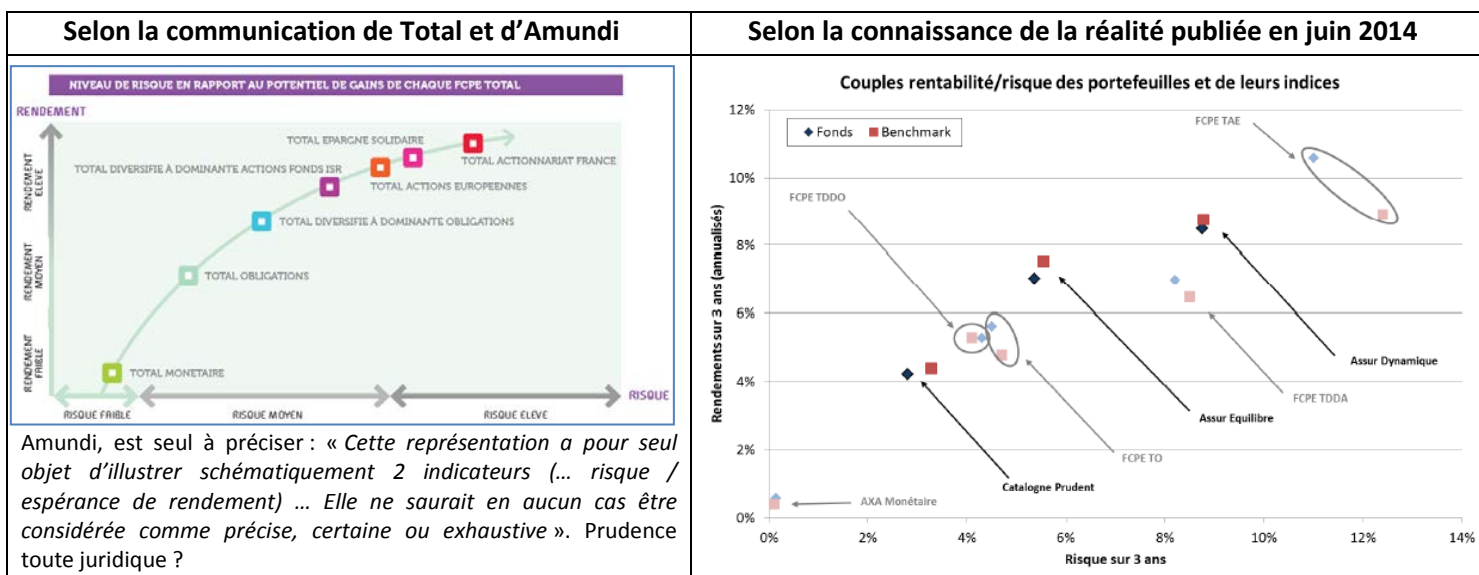 Selon la communication de Total et d’Amundi
NIVEAU DE RISQUE EN RAPPORT AU POTENTIEL DE GAINS DE CHAQUE FCPE TOTAL
RENDEMENT
RENDEMENT ELEVE
RENDEMENT MOYEN
RENDEMENT FRIBLE
TOTAL EPARGNE SOLIDAIRE
TOTAL ACTIONNARIAT FRANCE
TOTAL DIVERSIFIE À DOMINANTE ACTIONS FONDS ISR
TOTAL ACTIONS EUROPEENNES
TOTAL DIVERSIFIE À DOMINANTE OBLIGATIONS
TOTAL OBLIGATIONS
TOTAL MONETAIRE
RISQUE
RISQUE FRIBLE
RISQUE MOYEN
RISQUE ELEVE
Amundi, est seul à préciser : « Cette représentation a pour seul
objet d’illustrer schématiquement 2 indicateurs (… risque /
espérance de rendement) … Elle ne saurait en aucun cas être
considérée comme précise, certaine ou exhaustive ». Prudence
toute juridique ?
Selon la connaissance de la réalité publiée en juin 2014
Couples rentabilité/risque des portefeuilles et de leurs indices
Fonds
Benchmark
Rendements sur 3 ans (annualisés)
12%
10%
8%
6%
4%
2%
0%
FCPE TAE
FCPE TDDO
Assur Dynamique
FCPE TDDA
Assur Equilibre
FCPE TO
Catalogne Prudent
AXA Monétaire
0%
2%
4%
6%
8%
10%
12%
14%
Risque sur 3 ans